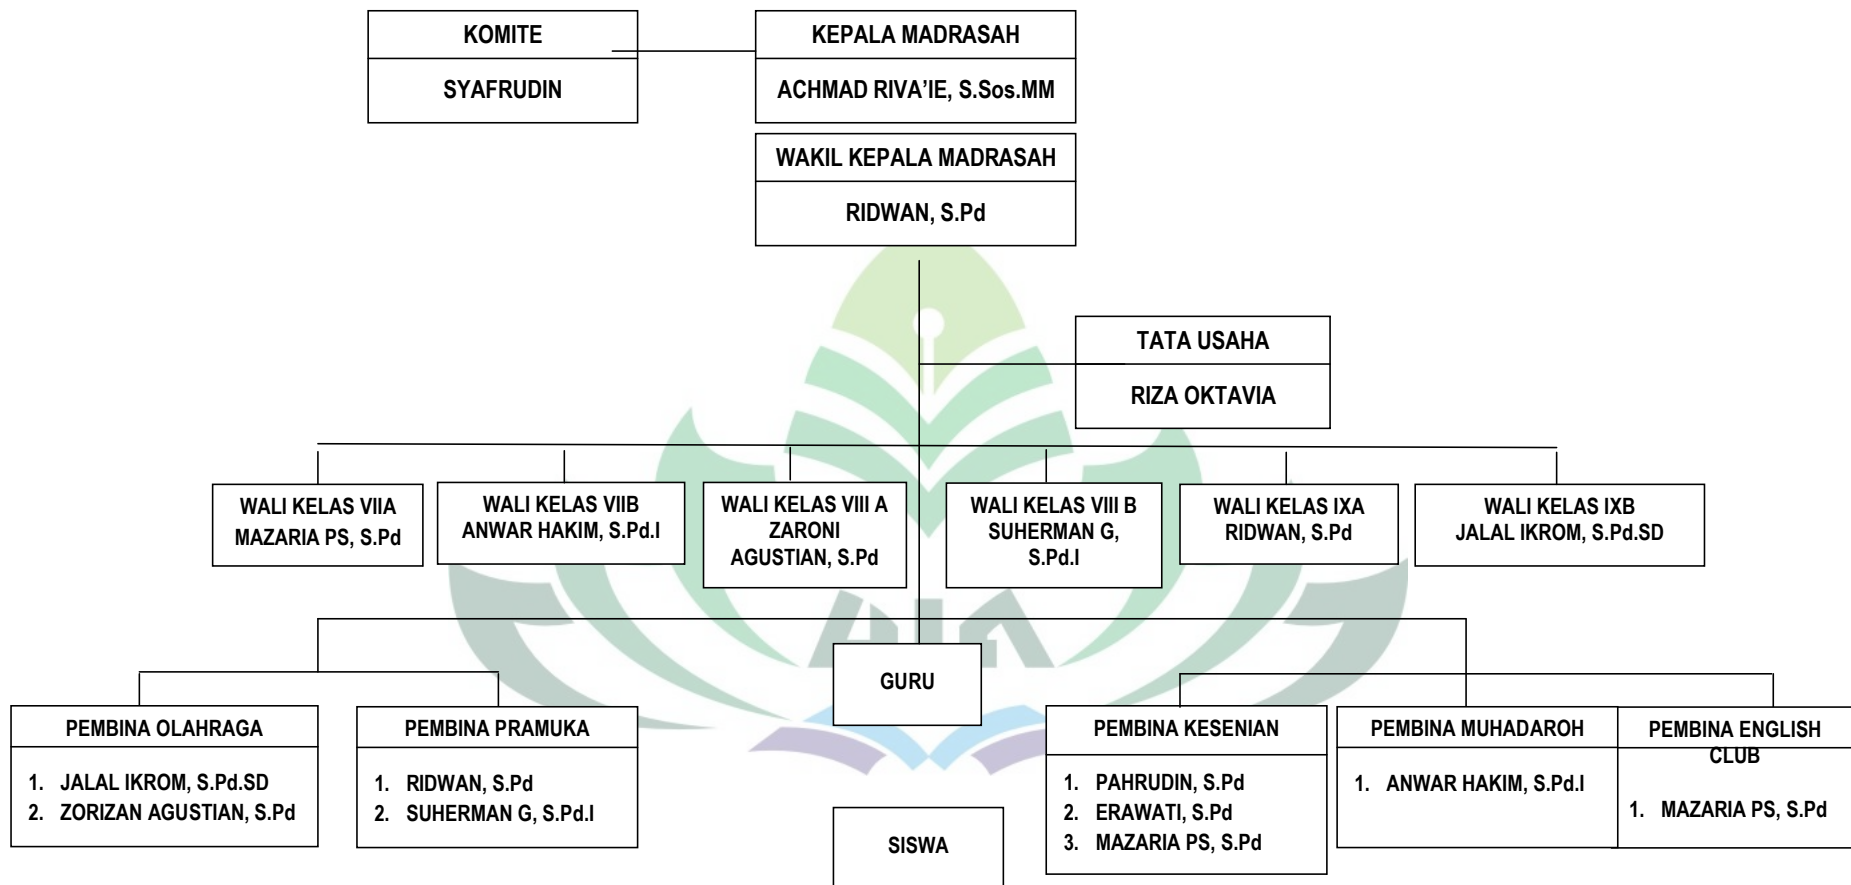 KOMITE
SYAFRUDIN
KEPALA MADRASAH
ACHMAD RIVA'IE, S.Sos.MM
WAKIL KEPALA MADRASAH
RIDWAN, S.Pd
TATA USAHA
RIZA OKTAVIA
WALI KELAS VIIA
MAZARIA PS, S.Pd
WALI KELAS VIIB
ANWAR HAKIM, S.Pd.I
WALI KELAS VIII A
ZARONI
AGUSTIAN, S.Pd
WALI KELAS VIII B
SUHERMAN G,
S.Pd.I
WALI KELAS IXA
RIDWAN, S.Pd
WALI KELAS IXB
JALAL IKROM, S.Pd.SD
GURU
PEMBINA OLAHRAGA
1. JALAL IKROM, S.Pd.SD
2. ZORIZAN AGUSTIAN, S.Pd
PEMBINA PRAMUKA
1. RIDWAN, S.Pd
2. SUHERMAN G, S.Pd.I
PEMBINA KESENIAN
1. PAHRUDIN, S.Pd
2. ERAWATI, S.Pd
3. MAZARIA PS, S.Pd
PEMBINA MUHADAROH
1. ANWAR HAKIM, S.Pd.I
PEMBINA ENGLISH
CLUB
1. MAZARIA PS, S.Pd
SISWA